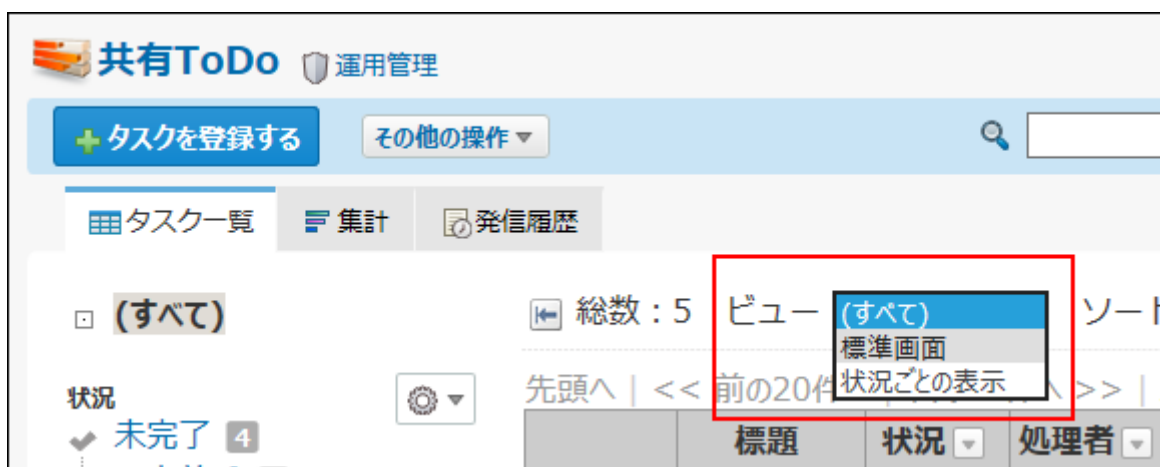 共有ToDo 運用管理
タスクを登録する その他の操作
タスク一覧 集計 発信履歴
(すべて)
総数：5 ビュー (すべて) ソート
標準画面
状況ごとの表示
状況
先頭へ | << 前の20件 >> |
未完了 4
標題 状況 処理者